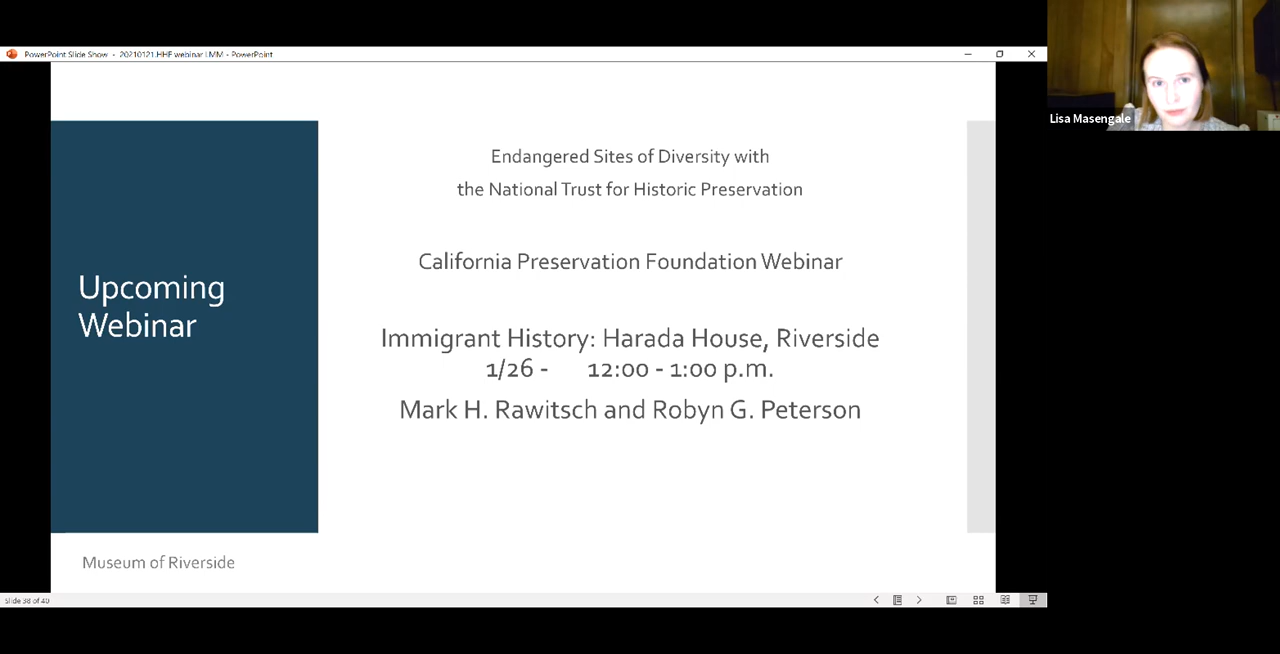 PowerPoint Slide Show - 20210121.HHF webinar LMM - PowerPoint
Lisa Masengale
Upcoming
Webinar
Endangered Sites of Diversity with
the National Trust for Historic Preservation
California Preservation Foundation Webinar
Immigrant History: Harada House, Riverside
1/26 - 12:00 - 1:00 p.m.
Mark H. Rawitsch and Robyn G. Peterson
Museum of Riverside
Slide 38 of 40